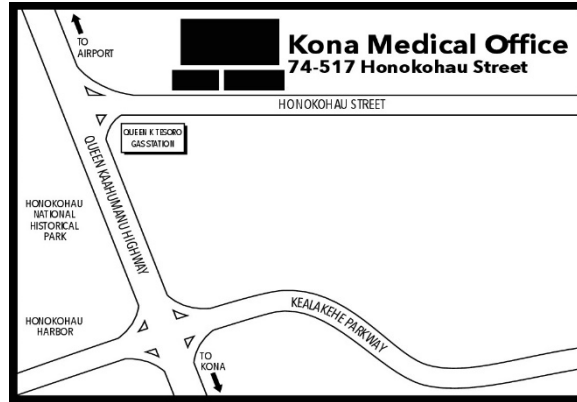 TO
AIRPORT
Kona Medical Office
74-517 Honokohau Street
HONOKOHAU STREET
QUEEN K TESORO
GAS STATION
QUEEN KAAHUMANU HIGHWAY
HONOKOHAU
NATIONAL
HISTORICAL
PARK
HONOKOHAU
HARBOR
KEALAKEHE PARKWAY
TO
KONA